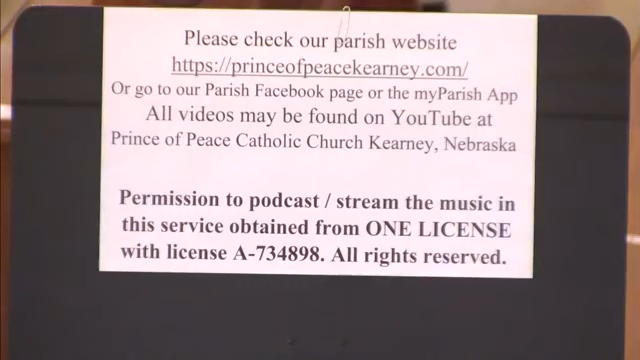 Please check our parish website
https://princeofpeacekearney.com/
Or go to our Parish Facebook page or the myParish App
All videos may be found on YouTube at
Prince of Peace Catholic Church Kearney, Nebraska
Permission to podcast / stream the music in
this service obtained from ONE LICENSE
with license A-734898. All rights reserved.